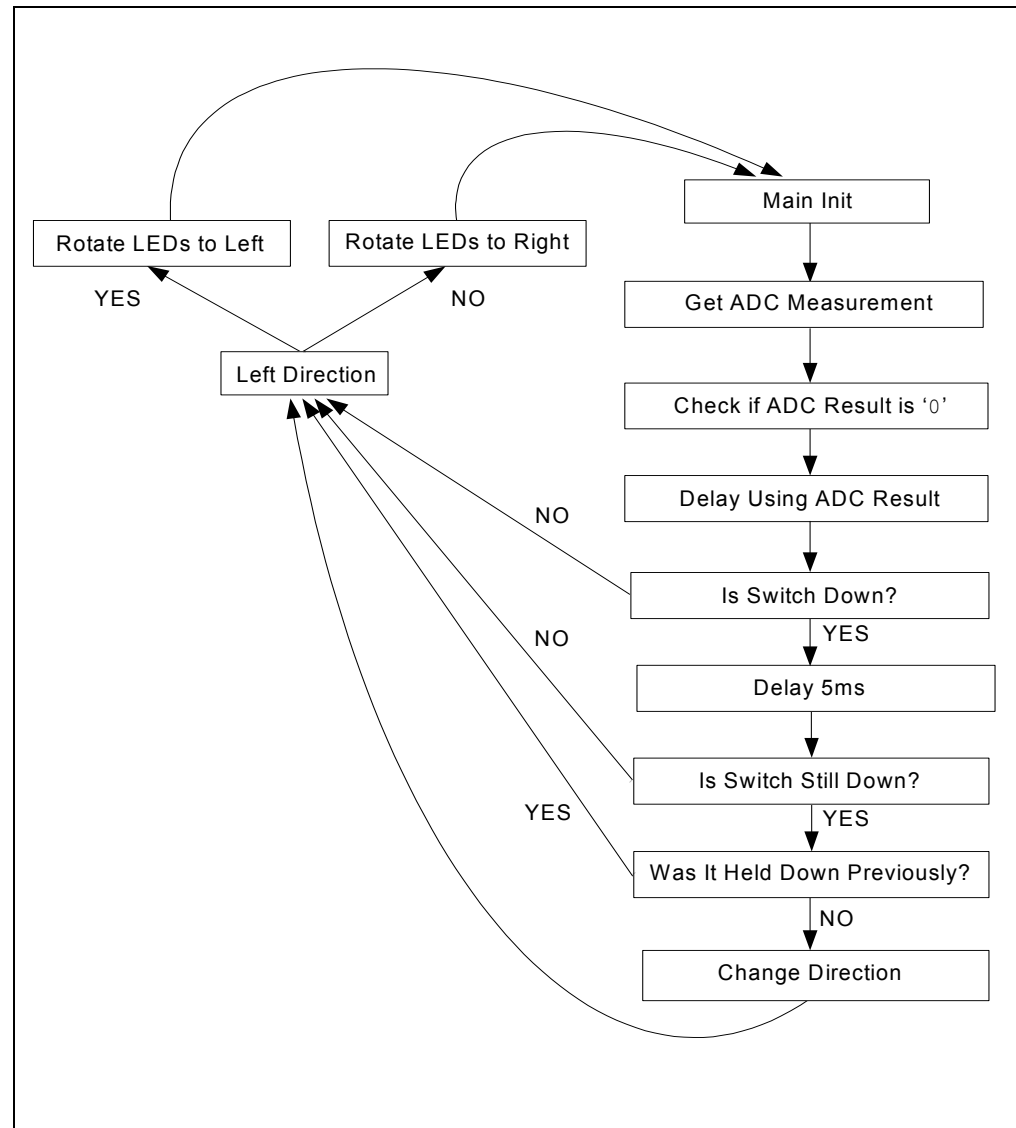 Main Init
Rotate LEDs to Left
Rotate LEDs to Right
YES
NO
Get ADC Measurement
Left Direction
Check if ADC Result is ‘0’
Delay Using ADC Result
NO
Is Switch Down?
YES
NO
Delay 5ms
Is Switch Still Down?
YES
YES
Was It Held Down Previously?
NO
Change Direction